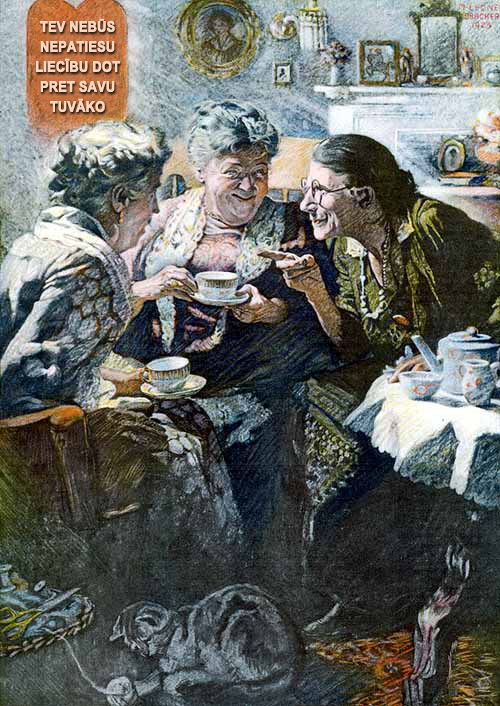 TEV NEBŪS
NEPATIESU
LIECĪBU DOT
PRET SAVU
TUVĀKO